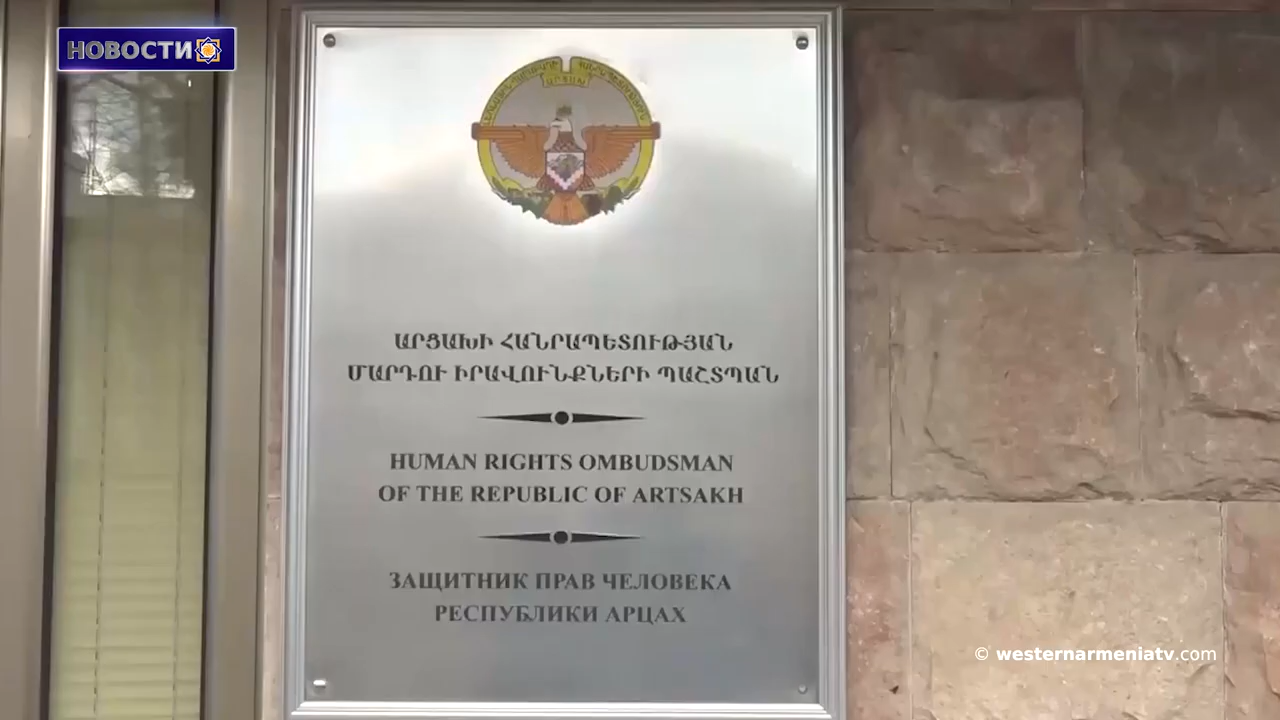 НОВОСТИ
ԱՐՑԱԽ
ԱՐՑԱԽԻ ՀԱՆՐԱՊԵՏՈՒԹՅԱՆ
ՄԱՐԴՈՒ ԻՐԱՎՈՒՆՔՆԵՐԻ ՊԱՇՏՊԱՆ
HUMAN RIGHTS OMBUDSMAN
OF THE REPUBLIC OF ARTSAKH
ЗАЩИТНИК ПРАВ ЧЕЛОВЕКА
РЕСПУБЛИКИ АРЦАХ
© westernarmeniatv.com